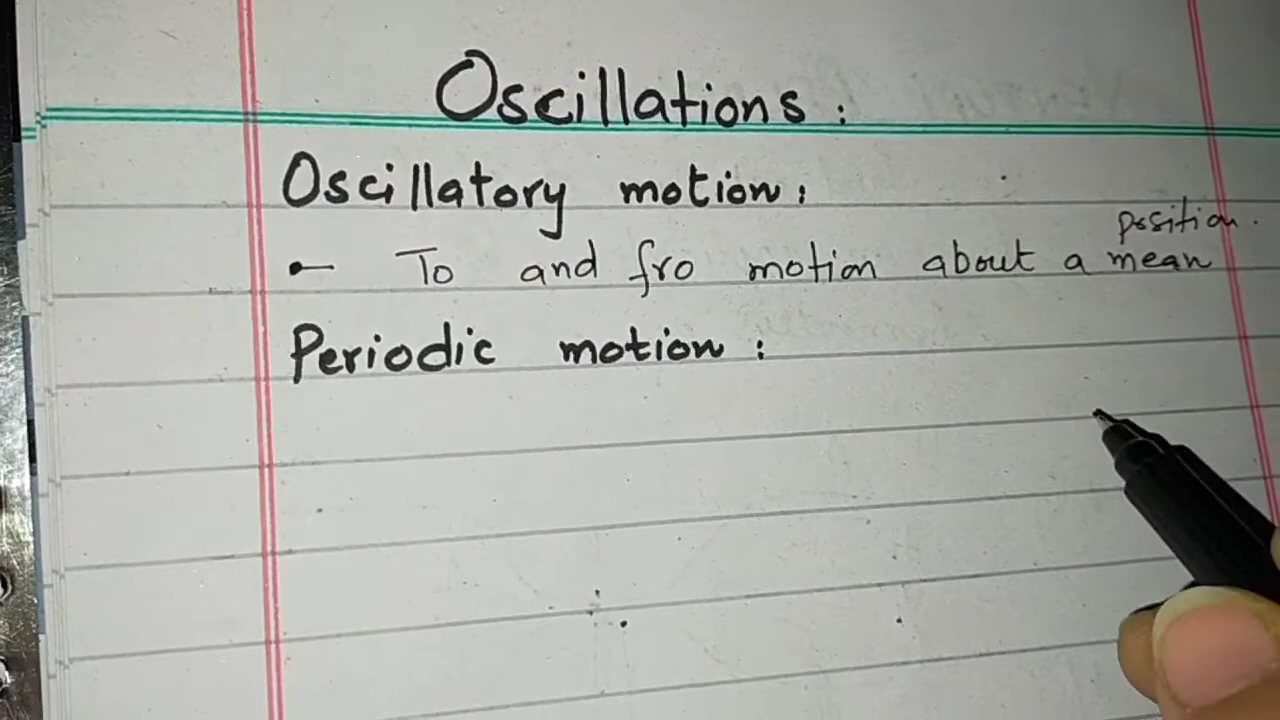 Oscillations :
Oscillatory motion :
- To and fro motion about a mean position.
Periodic motion :